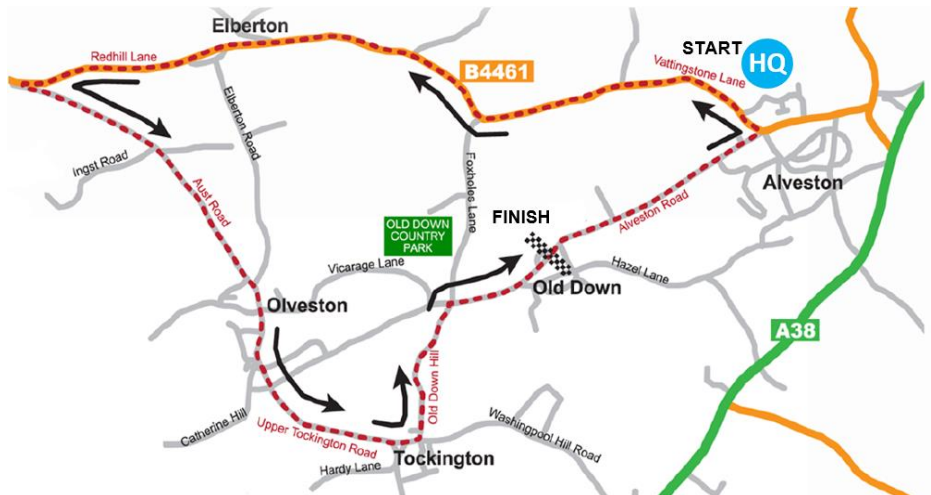 Elberton
START
HQ
Redhill Lane
B4461
Vattingstone Lane
Elberton Road
Ingst Road
Foxholes Lane
Alveston
Aust Road
Alveston Road
OLD DOWN
COUNTRY
PARK
FINISH
Vicarage Lane
Hazel Lane
Old Down
Olveston
A38
Old Down Hill
Catherine Hill
Upper Tockington Road
Washingpool Hill Road
Tockington
Hardy Lane